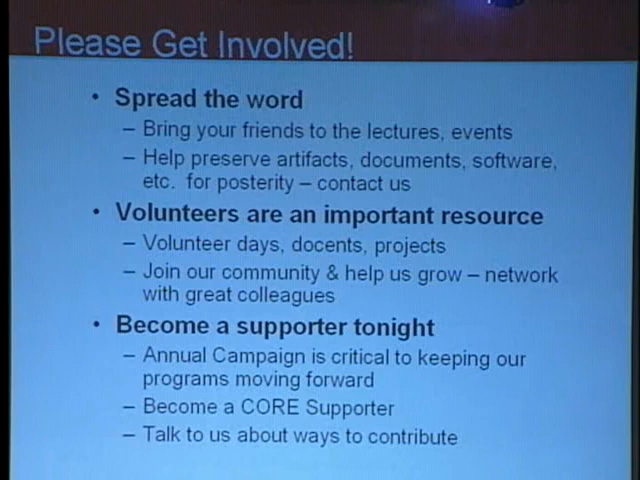 Please Get Involved!
• Spread the word
– Bring your friends to the lectures, events
– Help preserve artifacts, documents, software,
etc. for posterity – contact us
• Volunteers are an important resource
– Volunteer days, docents, projects
– Join our community & help us grow – network
with great colleagues
• Become a supporter tonight
– Annual Campaign is critical to keeping our
programs moving forward
– Become a CORE Supporter
– Talk to us about ways to contribute